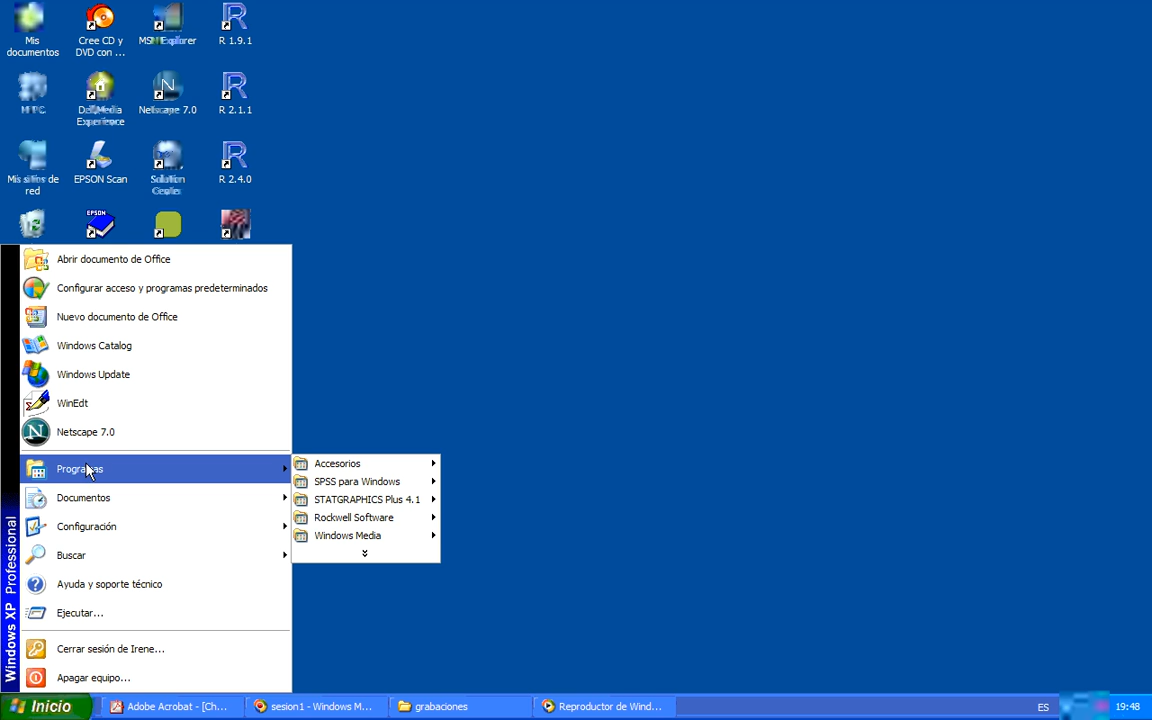 Mis documentos
Cree CD y DVD con ...
MSN Explorer
R 1.9.1
Dell Media Experience
Netscape 7.0
R 2.1.1
Mis sitios de red
EPSON Scan
Solution Center
R 2.4.0
EPSON
Abrir documento de Office
Configurar acceso y programas predeterminados
Nuevo documento de Office
Windows Catalog
Windows Update
WinEdt
Netscape 7.0
Programas
Documentos
Configuración
Buscar
Ayuda y soporte técnico
Ejecutar...
Cerrar sesión de Irene...
Apagar equipo...
Windows XP Professional
Accesorios
SPSS para Windows
STATGRAPHICS Plus 4.1
Rockwell Software
Windows Media
Inicio
Adobe Acrobat - [Ch...
sesion1 - Windows M...
grabaciones
Reproductor de Wind...
ES
19:48